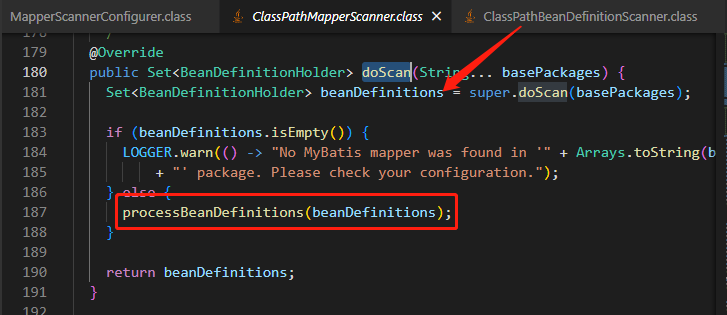 MapperScannerConfigurer.class ClassPathMapperScanner.class ClassPathBeanDefinitionScanner.class
178 */
179 @Override
180 public Set<BeanDefinitionHolder> doScan(String... basePackages) {
181 Set<BeanDefinitionHolder> beanDefinitions = super.doScan(basePackages);
182
183 if (beanDefinitions.isEmpty()) {
184 LOGGER.warn(() -> "No MyBatis mapper was found in '" + Arrays.toString(b
185 + "' package. Please check your configuration.");
186 } else {
187 processBeanDefinitions(beanDefinitions);
188 }
189
190 return beanDefinitions;
191 }
192